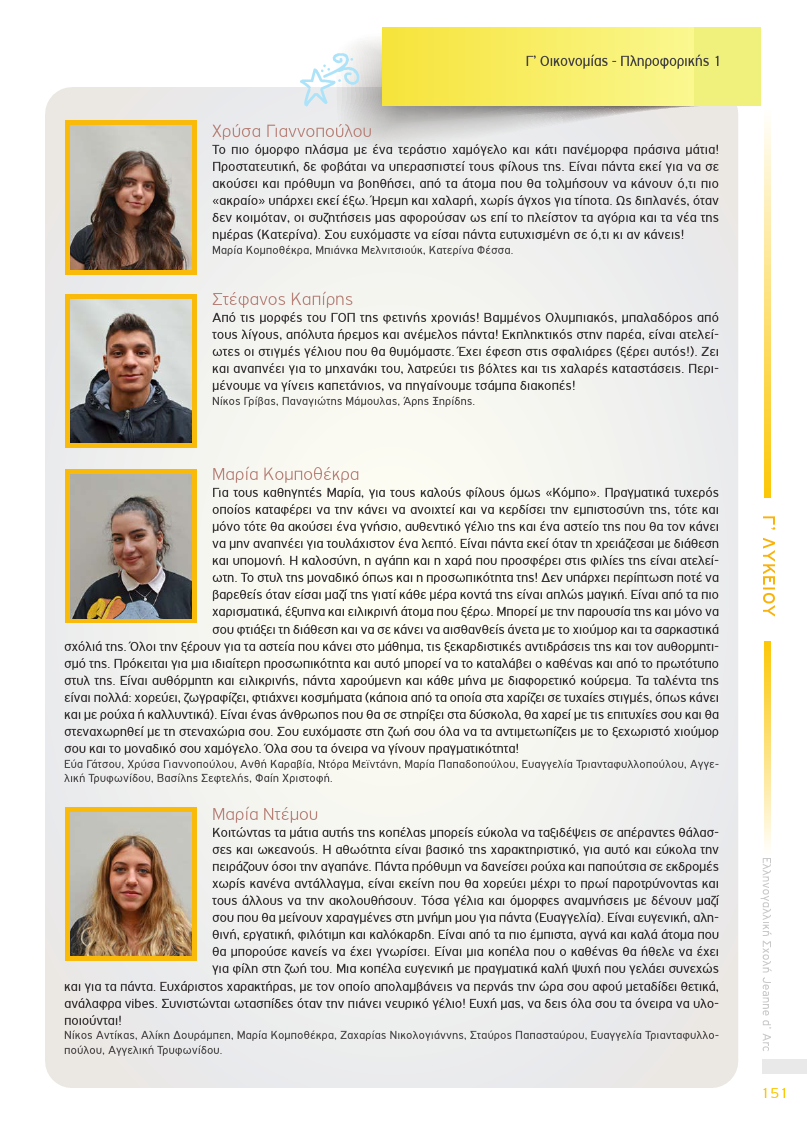 Γ’ Οικονομίας - Πληροφορικής 1
Χρύσα Γιαννοπούλου
Το πιο όμορφο πλάσμα με ένα τεράστιο χαμόγελο και κάτι πανέμορφα πράσινα μάτια!
Προστατευτική, δε φοβάται να υπερασπιστεί τους φίλους της. Είναι πάντα εκεί για να σε
ακούσει και πρόθυμη να βοηθήσει, από τα άτομα που θα τολμήσουν να κάνουν ό,τι πιο
«ακραίο» υπάρχει εκεί έξω. Ήρεμη και χαλαρή, χωρίς άγχος για τίποτα. Ως διπλανές, όταν
δεν κοιμόταν, οι συζητήσεις μας αφορούσαν ως επί το πλείστον τα αγόρια και τα νέα της
ημέρας (Κατερίνα). Σου ευχόμαστε να είσαι πάντα ευτυχισμένη σε ό,τι κι αν κάνεις!
Μαρία Κομποθέκρα, Μπιάνκα Μελνιτσιούκ, Κατερίνα Φέσσα.
Στέφανος Καπίρης
Από τις μορφές του ΓΟΠ της φετινής χρονιάς! Βαμμένος Ολυμπιακός, μπαλαδόρος από
τους λίγους, απόλυτα ήρεμος και ανέμελος πάντα! Εκπληκτικός στην παρέα, είναι ατελεί-
ωτες οι στιγμές γέλιου που θα θυμόμαστε. Έχει έφεση στις σφαλιάρες (ξέρει αυτός!). Ζει
και αναπνέει για το μηχανάκι του, λατρεύει τις βόλτες και τις χαλαρές καταστάσεις. Περι-
μένουμε να γίνεις καπετάνιος, να πηγαίνουμε τσάμπα διακοπές!
Νίκος Γρίβας, Παναγιώτης Μάμουλας, Άρης Ξηρίδης.
Μαρία Κομποθέκρα
Για τους καθηγητές Μαρία, για τους καλούς φίλους όμως «Κόμπο». Πραγματικά τυχερός
οποίος καταφέρει να την κάνει να ανοιχτεί και να κερδίσει την εμπιστοσύνη της, τότε και
μόνο τότε θα ακούσει ένα γνήσιο, αυθεντικό γέλιο της και ένα αστείο της που θα τον κάνει
να μην αναπνέει για τουλάχιστον ένα λεπτό. Είναι πάντα εκεί όταν τη χρειάζεσαι με διάθεση
και υπομονή. Η καλοσύνη, η αγάπη και η χαρά που προσφέρει στις φιλίες της είναι ατελεί-
ωτη. Το στυλ της μοναδικό όπως και η προσωπικότητα της! Δεν υπάρχει περίπτωση ποτέ να
βαρεθείς όταν είσαι μαζί της γιατί κάθε μέρα κοντά της είναι απλώς μαγική. Είναι από τα πιο
χαρισματικά, έξυπνα και ειλικρινή άτομα που ξέρω. Μπορεί με την παρουσία της και μόνο να
σου φτιάξει τη διάθεση και να σε κάνει να αισθανθείς άνετα με το χιούμορ και τα σαρκαστικά
σχόλιά της. Όλοι την ξέρουν για τα αστεία που κάνει στο μάθημα, τις ξεκαρδιστικές αντιδράσεις της και τον αυθορμητι-
σμό της. Πρόκειται για μια ιδιαίτερη προσωπικότητα και αυτό μπορεί να το καταλάβει ο καθένας και από το πρωτότυπο
στυλ της. Είναι αυθόρμητη και ειλικρινής, πάντα χαρούμενη και κάθε μήνα με διαφορετικό κούρεμα. Τα ταλέντα της
είναι πολλά: χορεύει, ζωγραφίζει, φτιάχνει κοσμήματα (κάποια από τα οποία στα χαρίζει σε τυχαίες στιγμές, όπως κάνει
και με ρούχα ή καλλυντικά). Είναι ένας άνθρωπος που θα σε στηρίξει στα δύσκολα, θα χαρεί με τις επιτυχίες σου και θα
στεναχωρηθεί με τη στεναχώρια σου. Σου ευχόμαστε στη ζωή σου όλα να τα αντιμετωπίζεις με το ξεχωριστό χιούμορ
σου και το μοναδικό σου χαμόγελο. Όλα σου τα όνειρα να γίνουν πραγματικότητα!
Εύα Γάτσου, Χρύσα Γιαννοπούλου, Ανθή Καραβία, Ντόρα Μεϊντάνη, Μαρία Παπαδοπούλου, Ευαγγελία Τριανταφυλλοπούλου, Αγγε-
λική Τρυφωνίδου, Βασίλης Σεφτελής, Φαίη Χριστοφή.
Μαρία Ντέμου
Κοιτώντας τα μάτια αυτής της κοπέλας μπορείς εύκολα να ταξιδέψεις σε απέραντες θάλασ-
σες και ωκεανούς. Η αθωότητα είναι βασικό της χαρακτηριστικό, για αυτό και εύκολα την
πειράζουν όσοι την αγαπάνε. Πάντα πρόθυμη να δανείσει ρούχα και παπούτσια σε εκδρομές
χωρίς κανένα αντάλλαγμα, είναι εκείνη που θα χορεύει μέχρι το πρωί παροτρύνοντας και
τους άλλους να την ακολουθήσουν. Τόσα γέλια και όμορφες αναμνήσεις με δένουν μαζί
σου που θα μείνουν χαραγμένες στη μνήμη μου για πάντα (Ευαγγελία). Είναι ευγενική, αλη-
θινή, εργατική, φιλότιμη και καλόκαρδη. Είναι από τα πιο έμπιστα, αγνά και καλά άτομα που
θα μπορούσε κανείς να έχει γνωρίσει. Είναι μια κοπέλα που ο καθένας θα ήθελε να έχει
για φίλη στη ζωή του. Μια κοπέλα ευγενική με πραγματικά καλή ψυχή που γελάει συνεχώς
και για τα πάντα. Ευχάριστος χαρακτήρας, με τον οποίο απολαμβάνεις να περνάς την ώρα σου αφού μεταδίδει θετικά,
ανάλαφρα vibes. Συνιστώνται ωτασπίδες όταν την πιάνει νευρικό γέλιο! Ευχή μας, να δεις όλα σου τα όνειρα να υλο-
ποιούνται!
Νίκος Αντίκας, Αλίκη Δουράμπεη, Μαρία Κομποθέκρα, Ζαχαρίας Νικολογιάννης, Σταύρος Παπασταύρου, Ευαγγελία Τριανταφυλλο-
πούλου, Αγγελική Τρυφωνίδου.
Γ’ ΛΥΚΕΙΟΥ
Ελληνογαλλική Σχολή Jeanne d’ Arc
151